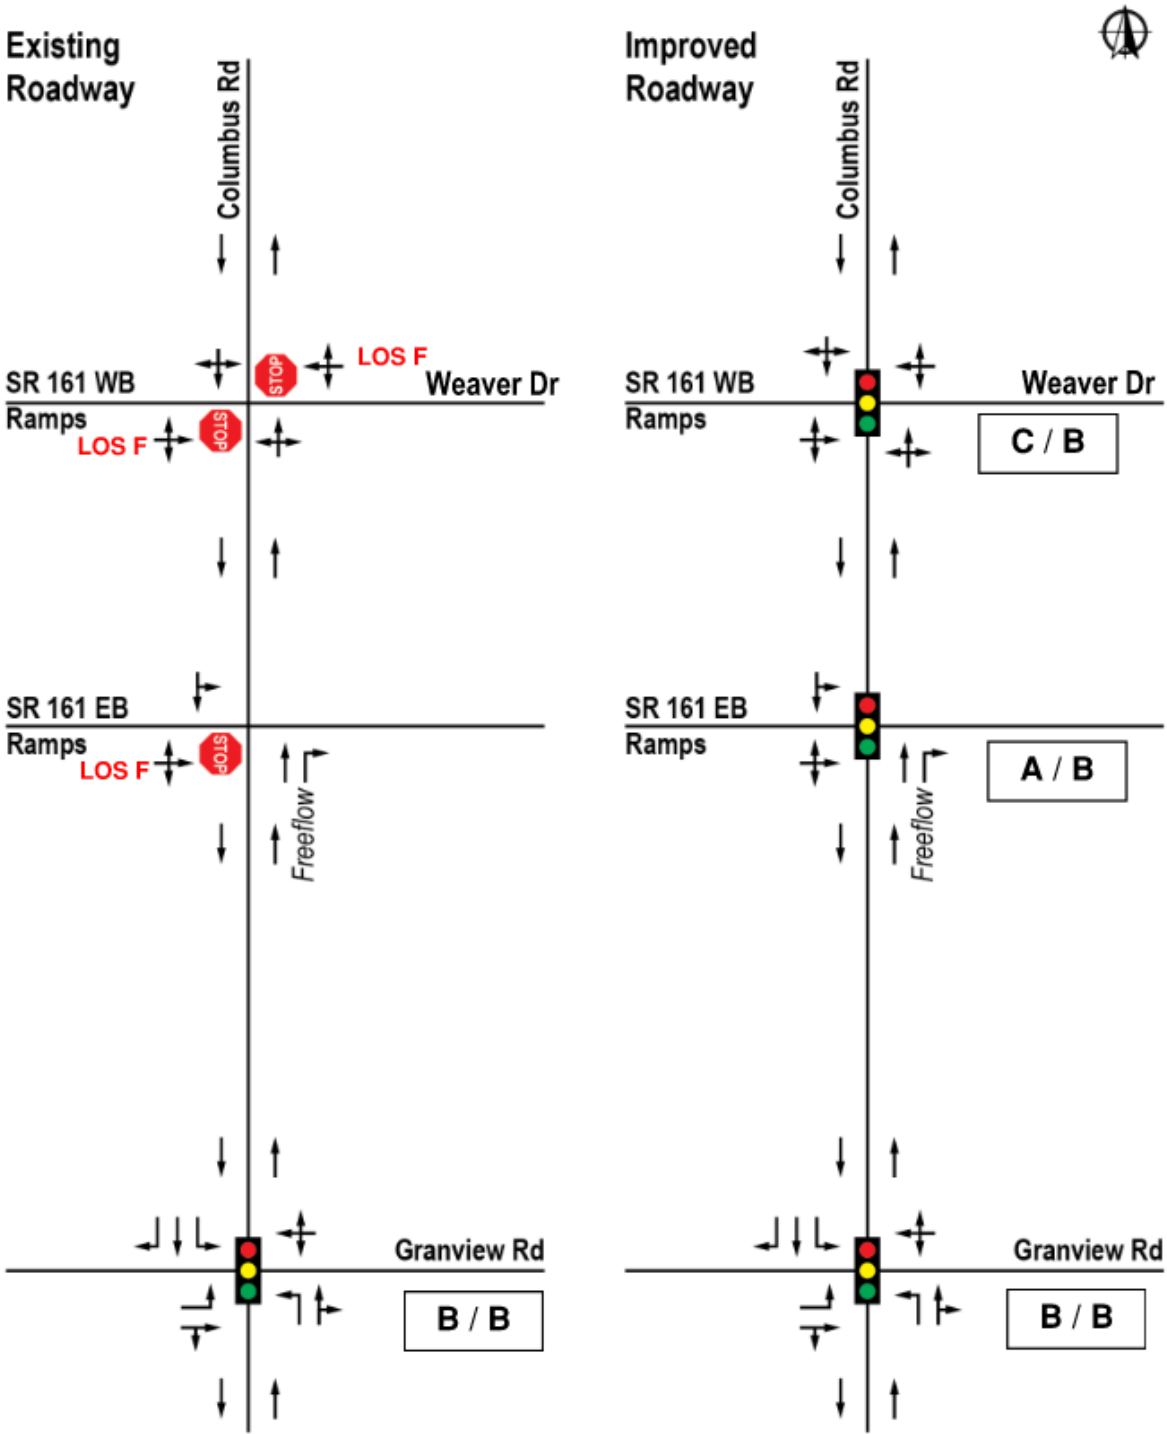 Existing
Roadway
Columbus Rd
LOS F
STOP
SR 161 WB
Weaver Dr
Ramps
LOS F
STOP
SR 161 EB
Ramps
LOS F
STOP
Freeflow
Granview Rd
B / B
Improved
Roadway
Columbus Rd
SR 161 WB
Weaver Dr
Ramps
C / B
SR 161 EB
Ramps
A / B
Freeflow
Granview Rd
B / B